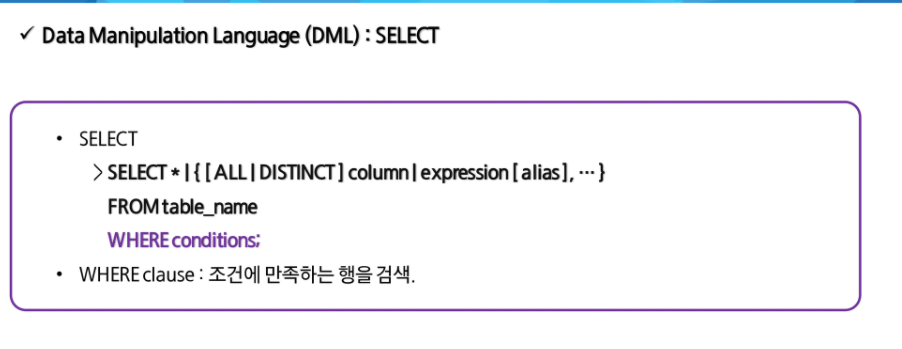 ✓ Data Manipulation Language (DML) : SELECT
• SELECT
> SELECT * | { [ ALL | DISTINCT ] column | expression [ alias ], … }
FROM table_name
WHERE conditions;
• WHERE clause : 조건에 만족하는 행을 검색.